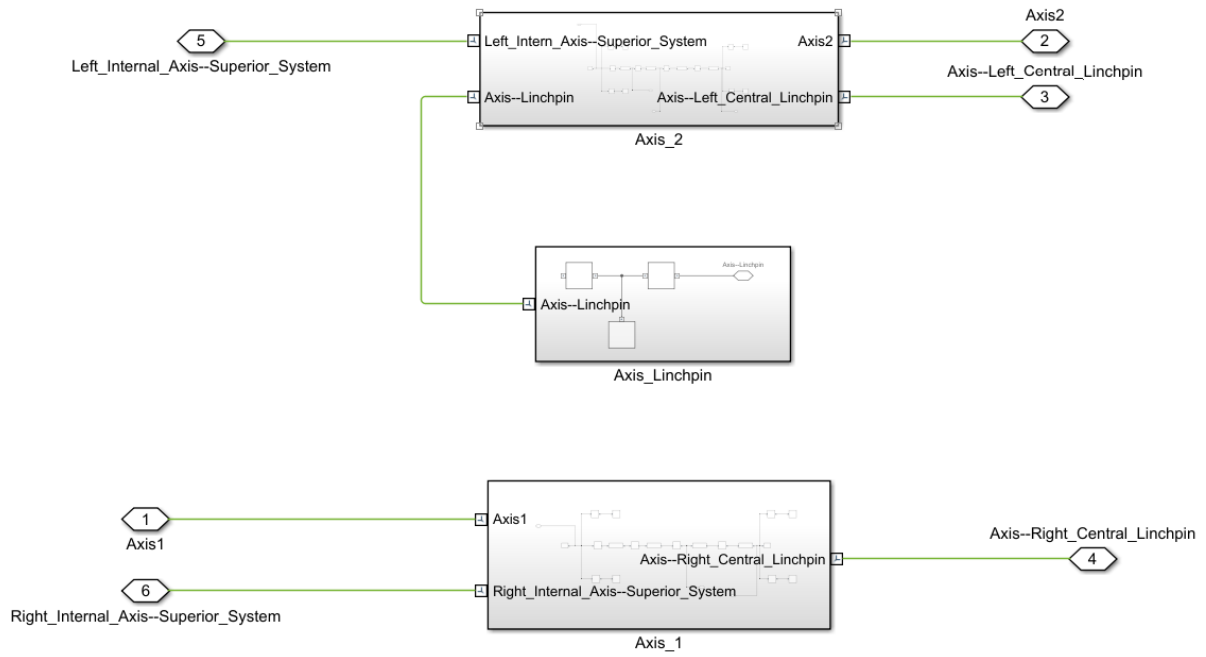 Axis2
5
Left_Intern_Axis--Superior_System
Axis2
2
Left_Internal_Axis--Superior_System
Axis--Left_Central_Linchpin
Axis--Linchpin
Axis--Left_Central_Linchpin
3
Axis_2
Axis--Linchpin
Axis--Linchpin
Axis_Linchpin
1
Axis1
Axis1
Axis--Right_Central_Linchpin
Axis--Right_Central_Linchpin
4
6
Right_Internal_Axis--Superior_System
Right_Internal_Axis--Superior_System
Axis_1